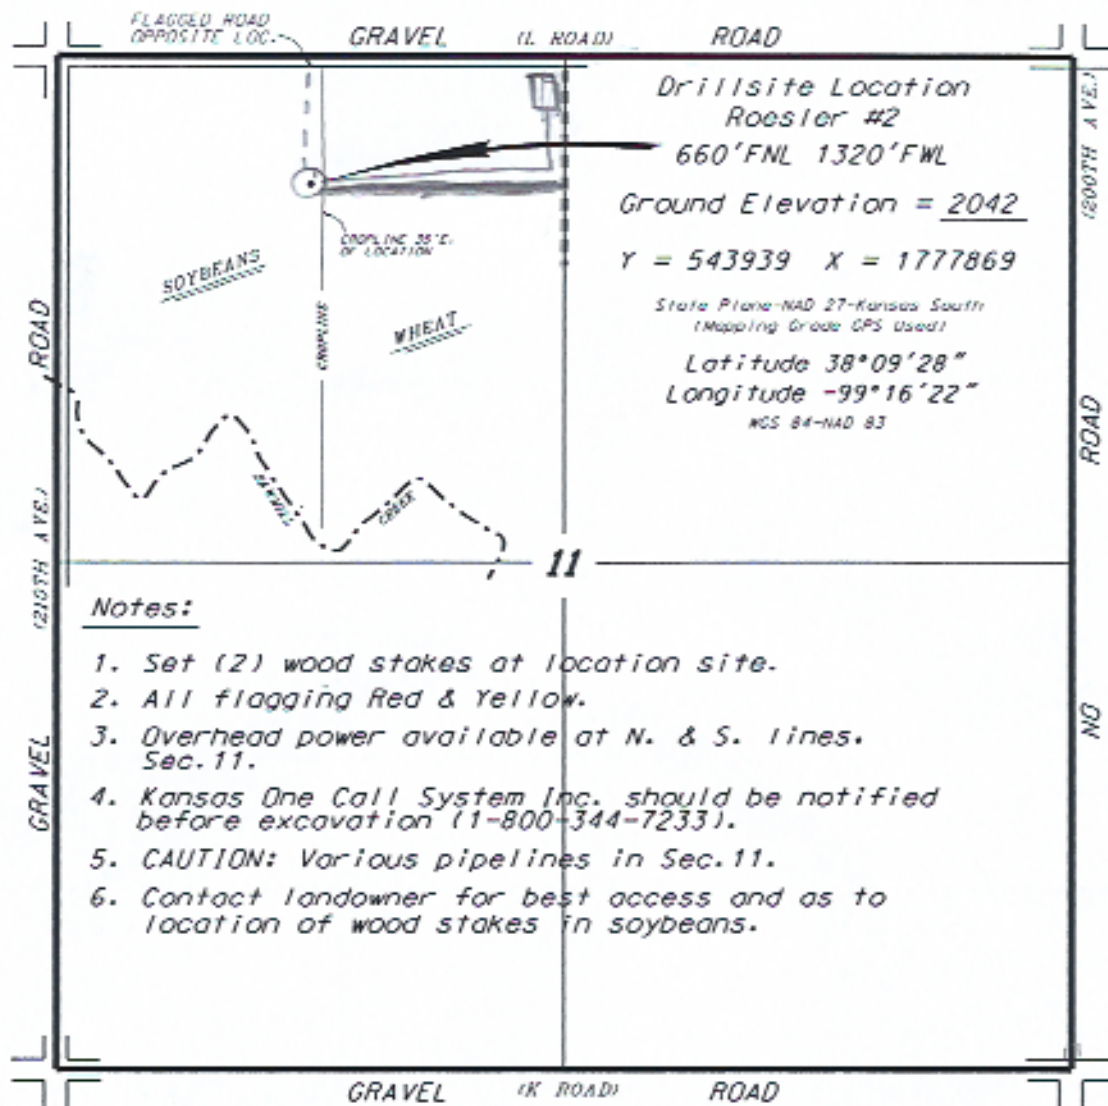 FLAGGED ROAD
OPPOSITE LOC.
GRAVEL (L ROAD) ROAD
Drillsite Location
Roesler #2
660'FNL 1320'FWL
Ground Elevation = 2042
Y = 543939 X = 1777869
State Plane-NAD 27-Kansas South
(Mapping Grade GPS Used)
Latitude 38°09'28"
Longitude -99°16'22"
WGS 84-NAD 83
(200TH AVE.)
ROAD
NO
CROPLINE 35'E.
OF LOCATION
SOYBEANS
WHEAT
CROPLINE
ROAD
(210TH AVE.)
GRAVEL
CREEK
11
Notes:
1. Set (2) wood stakes at location site.
2. All flagging Red & Yellow.
3. Overhead power available at N. & S. lines.
Sec.11.
4. Kansas One Call System Inc. should be notified
before excavation (1-800-344-7233).
5. CAUTION: Various pipelines in Sec.11.
6. Contact landowner for best access and as to
location of wood stakes in soybeans.
GRAVEL (K ROAD) ROAD